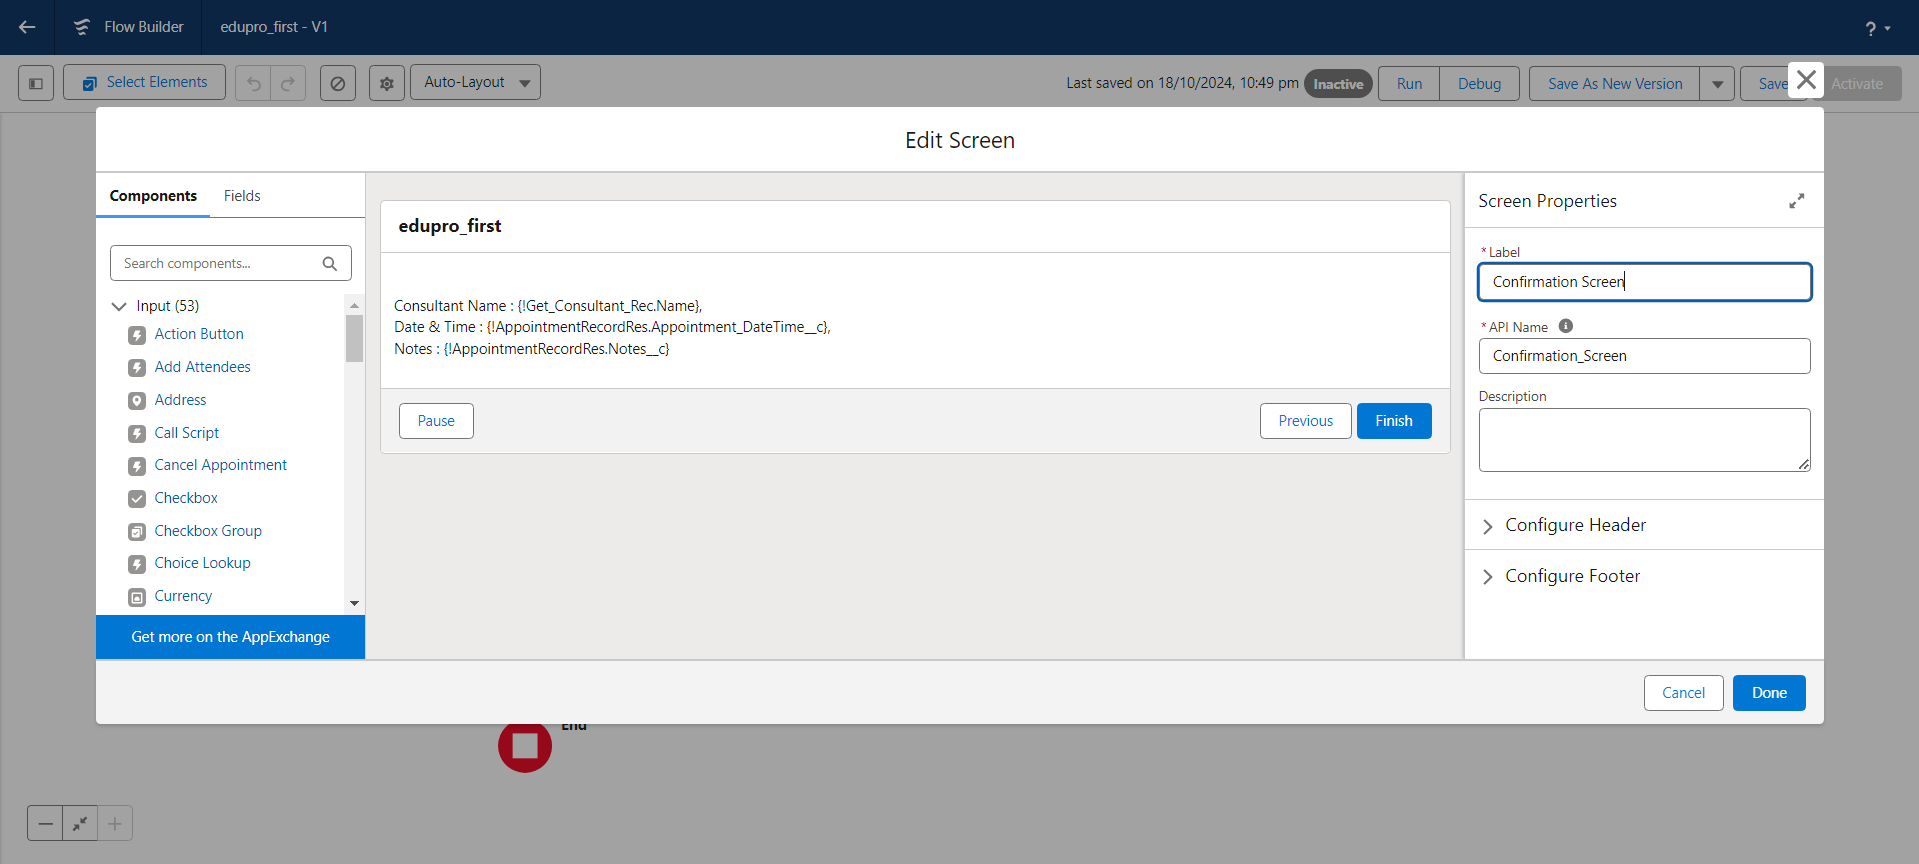 Flow Builder
edupro_first - V1
?
Select Elements
Auto-Layout
Last saved on 18/10/2024, 10:49 pm
Inactive
Run
Debug
Save As New Version
Save
Activate
Edit Screen
Components
Fields
Search components...
Input (53)
Action Button
Add Attendees
Address
Call Script
Cancel Appointment
Checkbox
Checkbox Group
Choice Lookup
Currency
Get more on the AppExchange
edupro_first
Consultant Name : {!Get_Consultant_Rec.Name},
Date & Time : {!AppointmentRecordRes.Appointment_DateTime__c},
Notes : {!AppointmentRecordRes.Notes__c}
Pause
Previous
Finish
Screen Properties
* Label
Confirmation Screen
* API Name
Confirmation_Screen
Description
Configure Header
Configure Footer
Cancel
Done
End